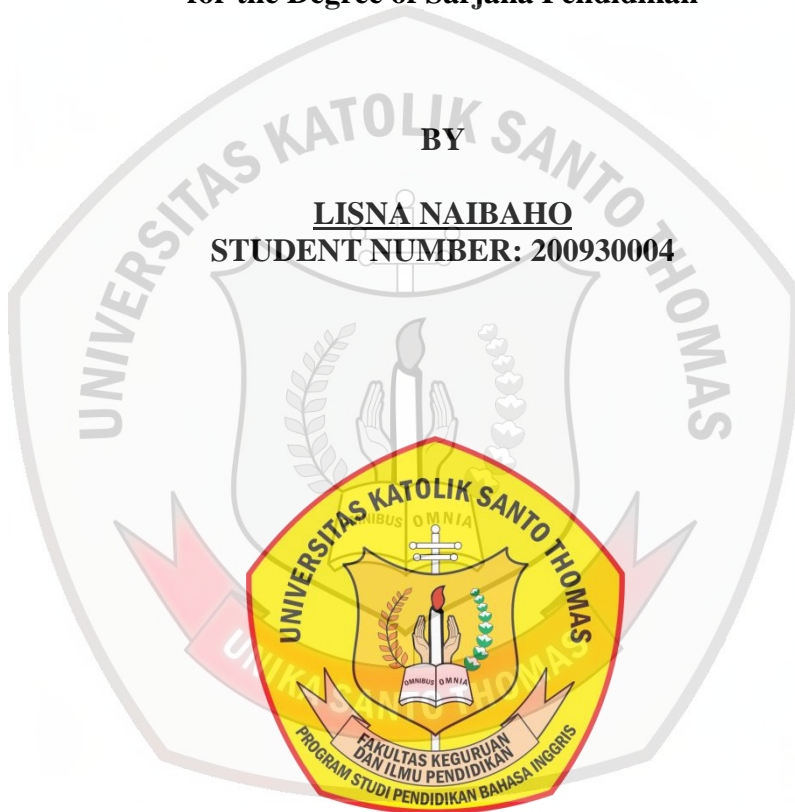 for the Degree of Sarjana Pendidikan
BY
LISNA NAIBAHO
STUDENT NUMBER: 200930004
UNIVERSITAS KATOLIK SANTO THOMAS
OMNIBUS OMNIA
UNIKA SANTO THOMAS
UNIVERSITAS KATOLIK SANTO THOMAS
OMNIBUS OMNIA
FAKULTAS KEGURUAN
DAN ILMU PENDIDIKAN
PROGRAM STUDI PENDIDIKAN BAHASA INGGRIS